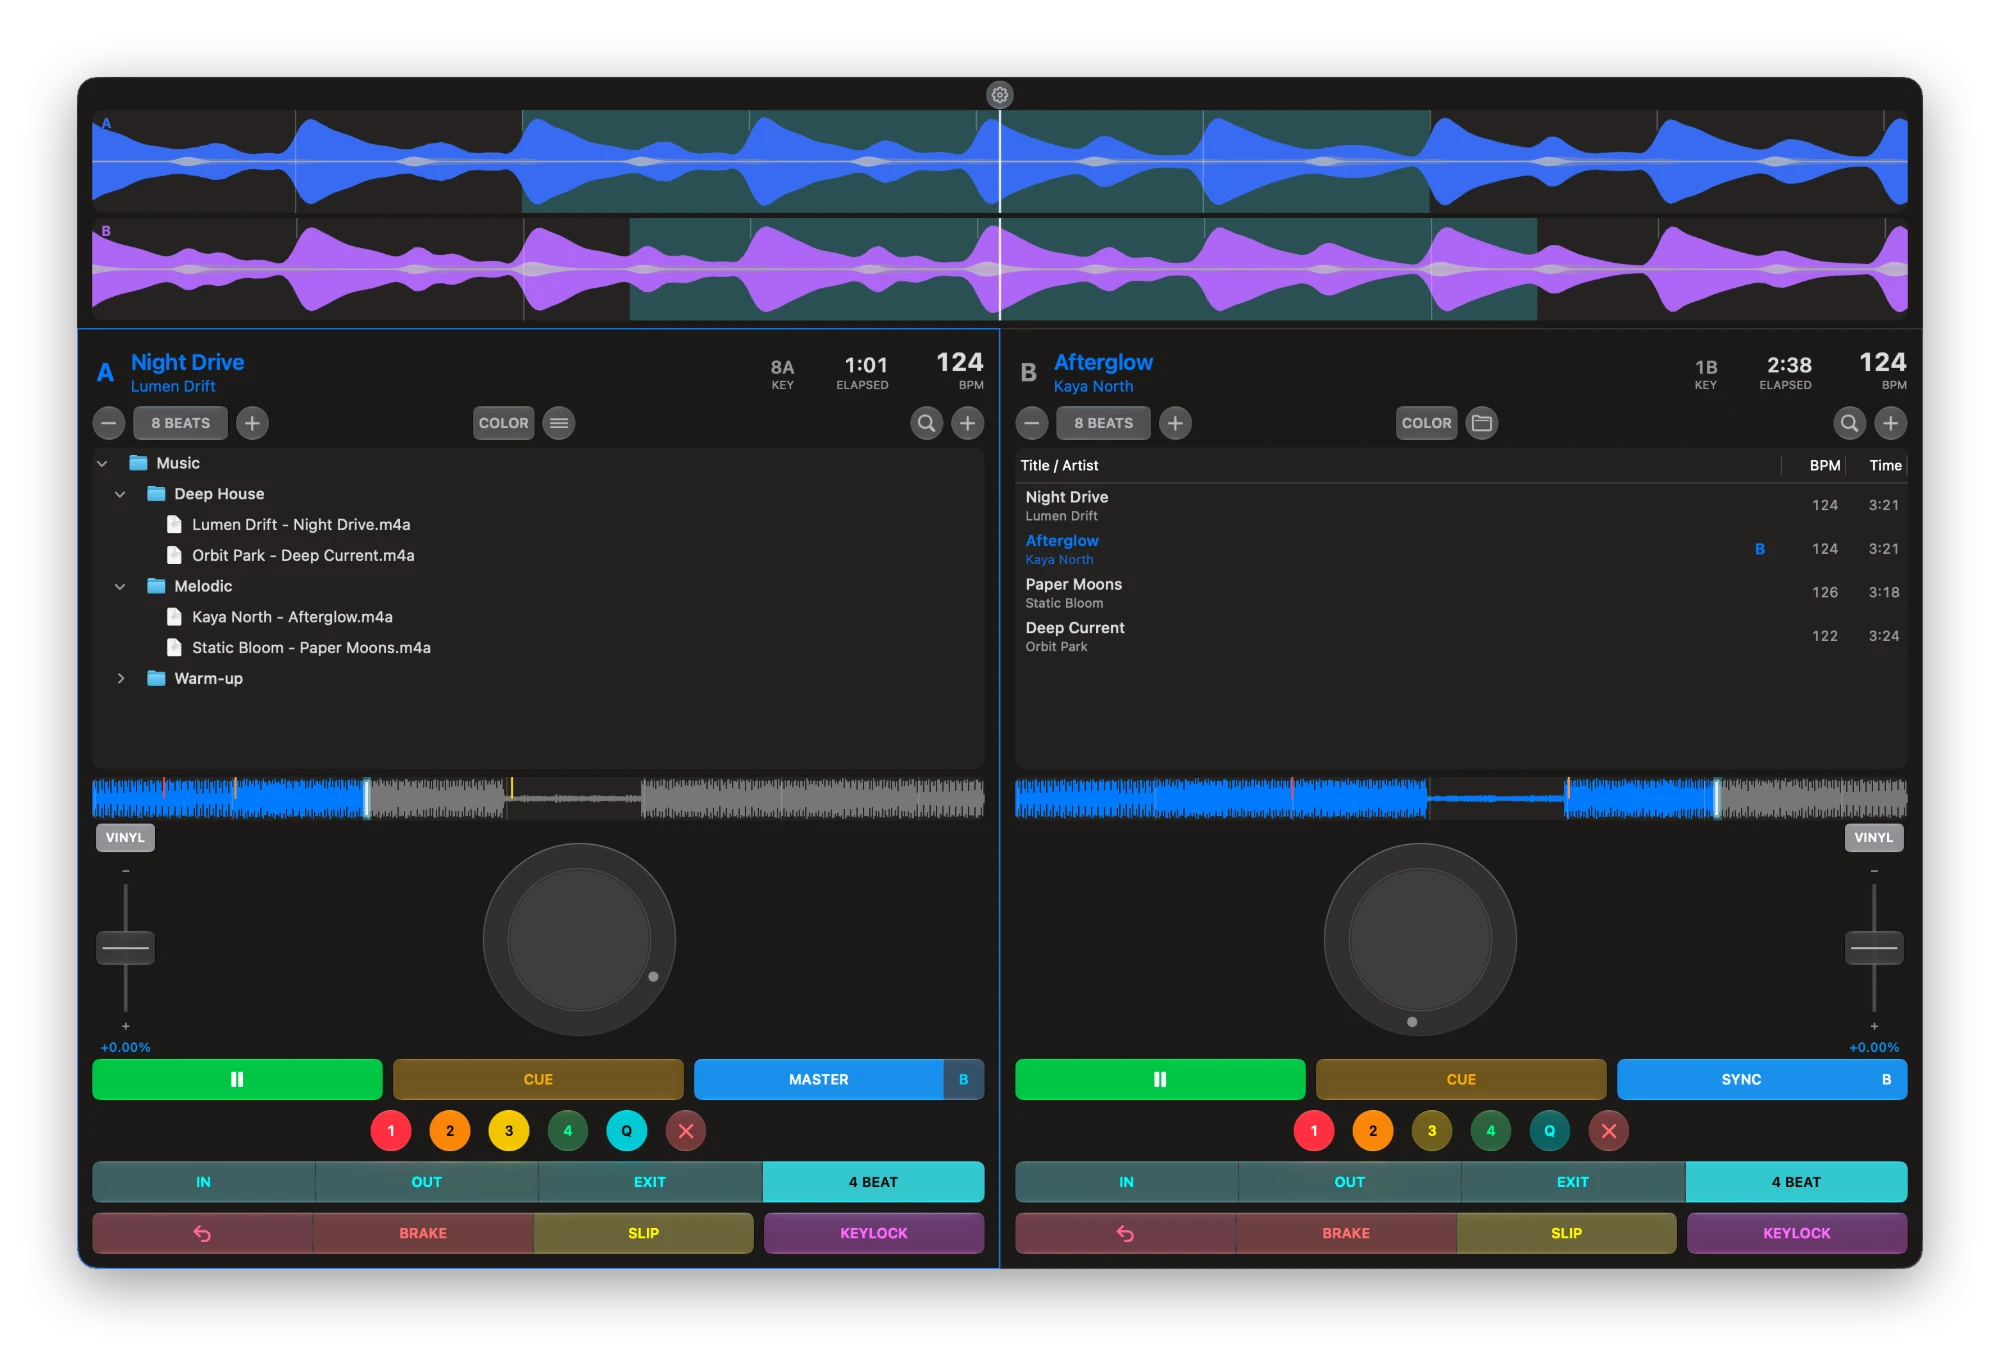 A
B
A Night Drive 8A 1:01 124
Lumen Drift KEY ELAPSED BPM
8 BEATS COLOR
Music
Deep House
Lumen Drift - Night Drive.m4a
Orbit Park - Deep Current.m4a
Melodic
Kaya North - Afterglow.m4a
Static Bloom - Paper Moons.m4a
Warm-up
VINYL
−
+
+0.00%
CUE MASTER B
1 2 3 4 Q
IN OUT EXIT 4 BEAT
BRAKE SLIP KEYLOCK
B Afterglow 1B 2:38 124
Kaya North KEY ELAPSED BPM
8 BEATS COLOR
Title / Artist BPM Time
Night Drive 124 3:21
Lumen Drift
Afterglow B 124 3:21
Kaya North
Paper Moons 126 3:18
Static Bloom
Deep Current 122 3:24
Orbit Park
VINYL
−
+
+0.00%
CUE SYNC B
1 2 3 4 Q
IN OUT EXIT 4 BEAT
BRAKE SLIP KEYLOCK